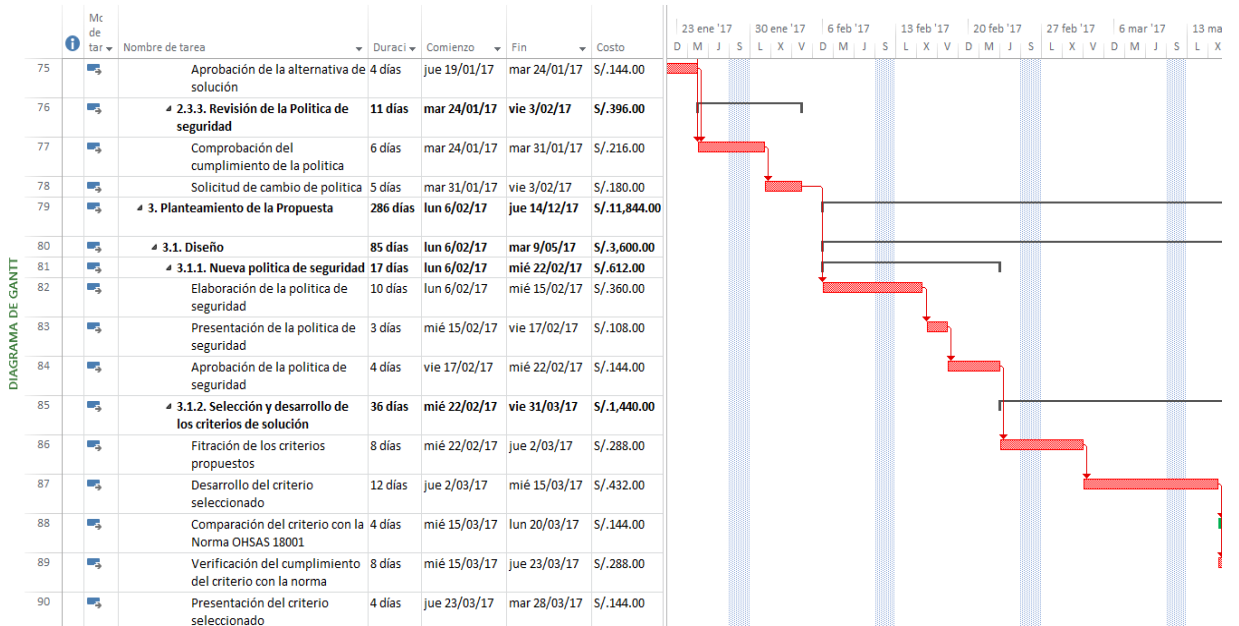 DIAGRAMA DE GANTT
Mc
de
tar Nombre de tarea Duraci Comienzo Fin Costo
23 ene '17 30 ene '17 6 feb '17 13 feb '17 20 feb '17 27 feb '17 6 mar '17 13 ma
D M J S L X V D M J S L X V D M J S L X V D M J S L X
75 Aprobación de la alternativa de 4 días jue 19/01/17 mar 24/01/17 S/.144.00
solución
76 2.3.3. Revisión de la Politica de 11 días mar 24/01/17 vie 3/02/17 S/.396.00
seguridad
77 Comprobación del 6 días mar 24/01/17 mar 31/01/17 S/.216.00
cumplimiento de la politica
78 Solicitud de cambio de politica 5 días mar 31/01/17 vie 3/02/17 S/.180.00
79 3. Planteamiento de la Propuesta 286 días lun 6/02/17 jue 14/12/17 S/.11,844.00
80 3.1. Diseño 85 días lun 6/02/17 mar 9/05/17 S/.3,600.00
81 3.1.1. Nueva politica de seguridad 17 días lun 6/02/17 mié 22/02/17 S/.612.00
82 Elaboración de la politica de 10 días lun 6/02/17 mié 15/02/17 S/.360.00
seguridad
83 Presentación de la politica de 3 días mié 15/02/17 vie 17/02/17 S/.108.00
seguridad
84 Aprobación de la politica de 4 días vie 17/02/17 mié 22/02/17 S/.144.00
seguridad
85 3.1.2. Selección y desarrollo de 36 días mié 22/02/17 vie 31/03/17 S/.1,440.00
los criterios de solución
86 Fitración de los criterios 8 días mié 22/02/17 jue 2/03/17 S/.288.00
propuestos
87 Desarrollo del criterio 12 días jue 2/03/17 mié 15/03/17 S/.432.00
seleccionado
88 Comparación del criterio con la 4 días mié 15/03/17 lun 20/03/17 S/.144.00
Norma OHSAS 18001
89 Verificación del cumplimiento 8 días mié 15/03/17 jue 23/03/17 S/.288.00
del criterio con la norma
90 Presentación del criterio 4 días jue 23/03/17 mar 28/03/17 S/.144.00
seleccionado